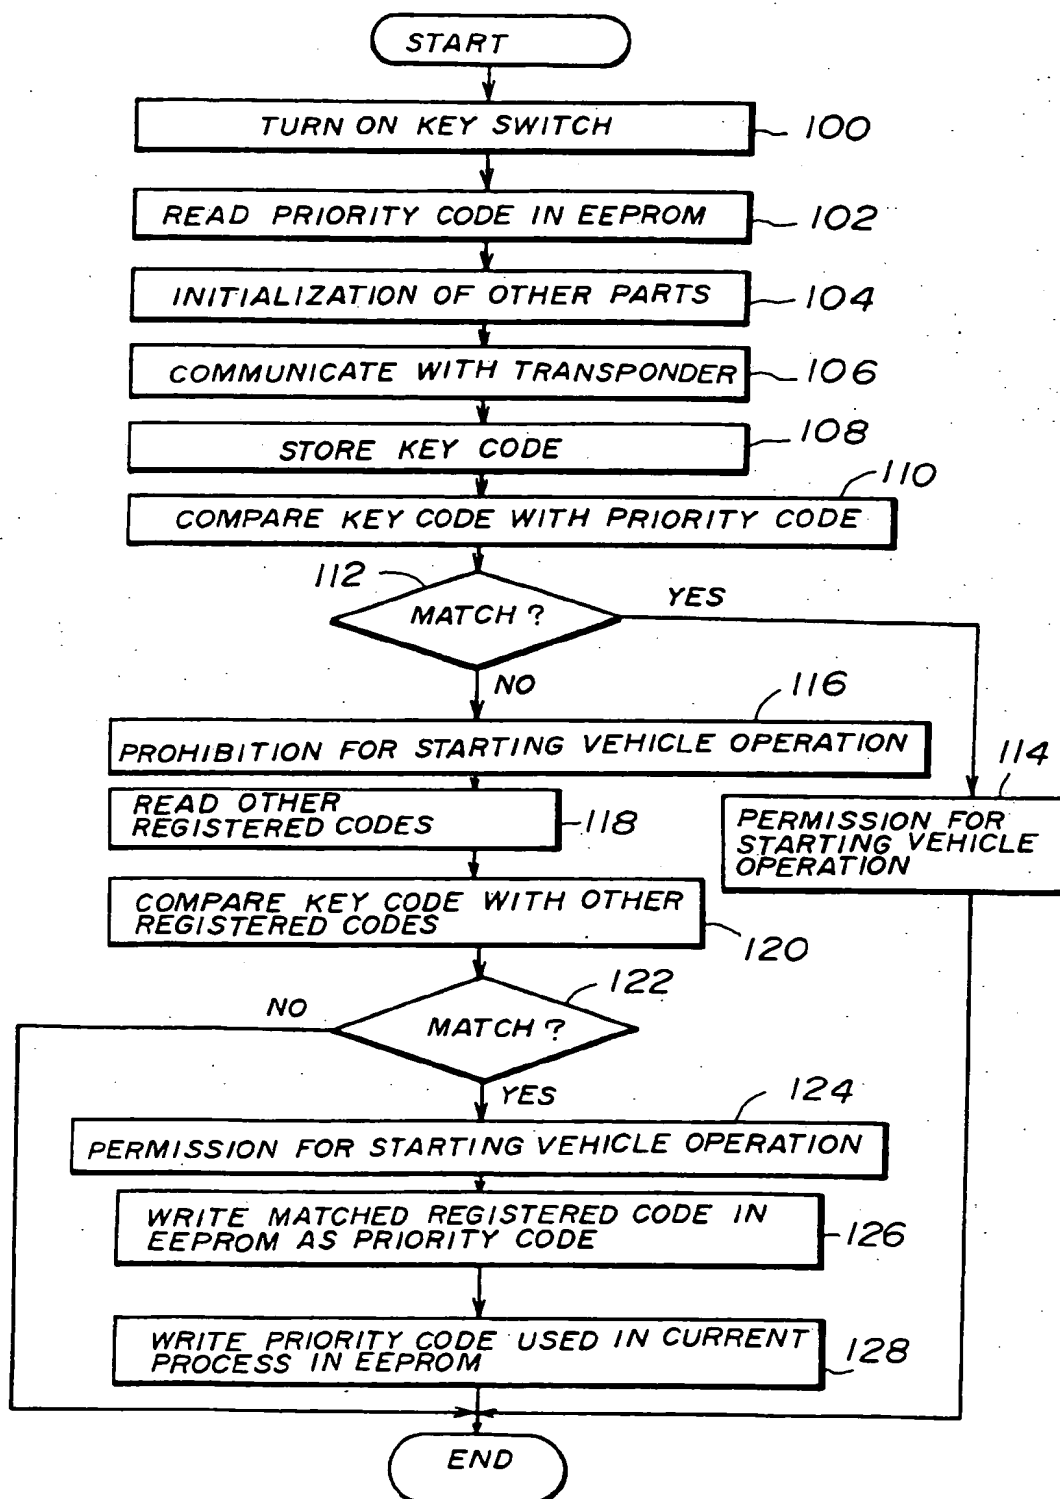 START
TURN ON KEY SWITCH
100
READ PRIORITY CODE IN EEPROM
102
INITIALIZATION OF OTHER PARTS
104
COMMUNICATE WITH TRANSPONDER
106
STORE KEY CODE
108
110
COMPARE KEY CODE WITH PRIORITY CODE
112
MATCH?
YES
NO
116
PROHIBITION FOR STARTING VEHICLE OPERATION
114
READ OTHER
REGISTERED CODES
118
PERMISSION FOR
STARTING VEHICLE
OPERATION
COMPARE KEY CODE WITH OTHER
REGISTERED CODES
120
122
NO
MATCH?
YES
124
PERMISSION FOR STARTING VEHICLE OPERATION
WRITE MATCHED REGISTERED CODE IN
EEPROM AS PRIORITY CODE
126
WRITE PRIORITY CODE USED IN CURRENT
PROCESS IN EEPROM
128
END